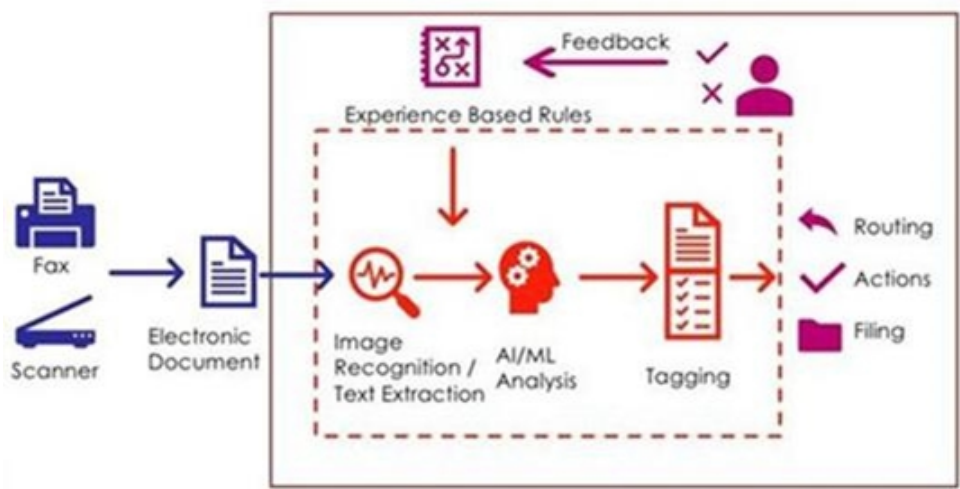 Feedback
Experience Based Rules
Fax
Scanner
Electronic
Document
Image
Recognition /
Text Extraction
AI/ML
Analysis
Tagging
Routing
Actions
Filing